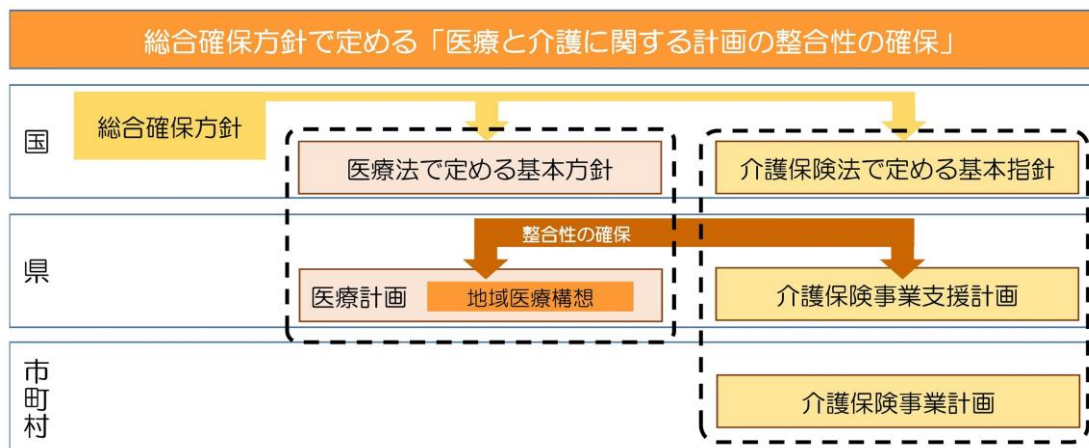 総合確保方針で定める「医療と介護に関する計画の整合性の確保」
国
総合確保方針
医療法で定める基本方針
介護保険法で定める基本指針
県
整合性の確保
医療計画
地域医療構想
介護保険事業支援計画
市町村
介護保険事業計画